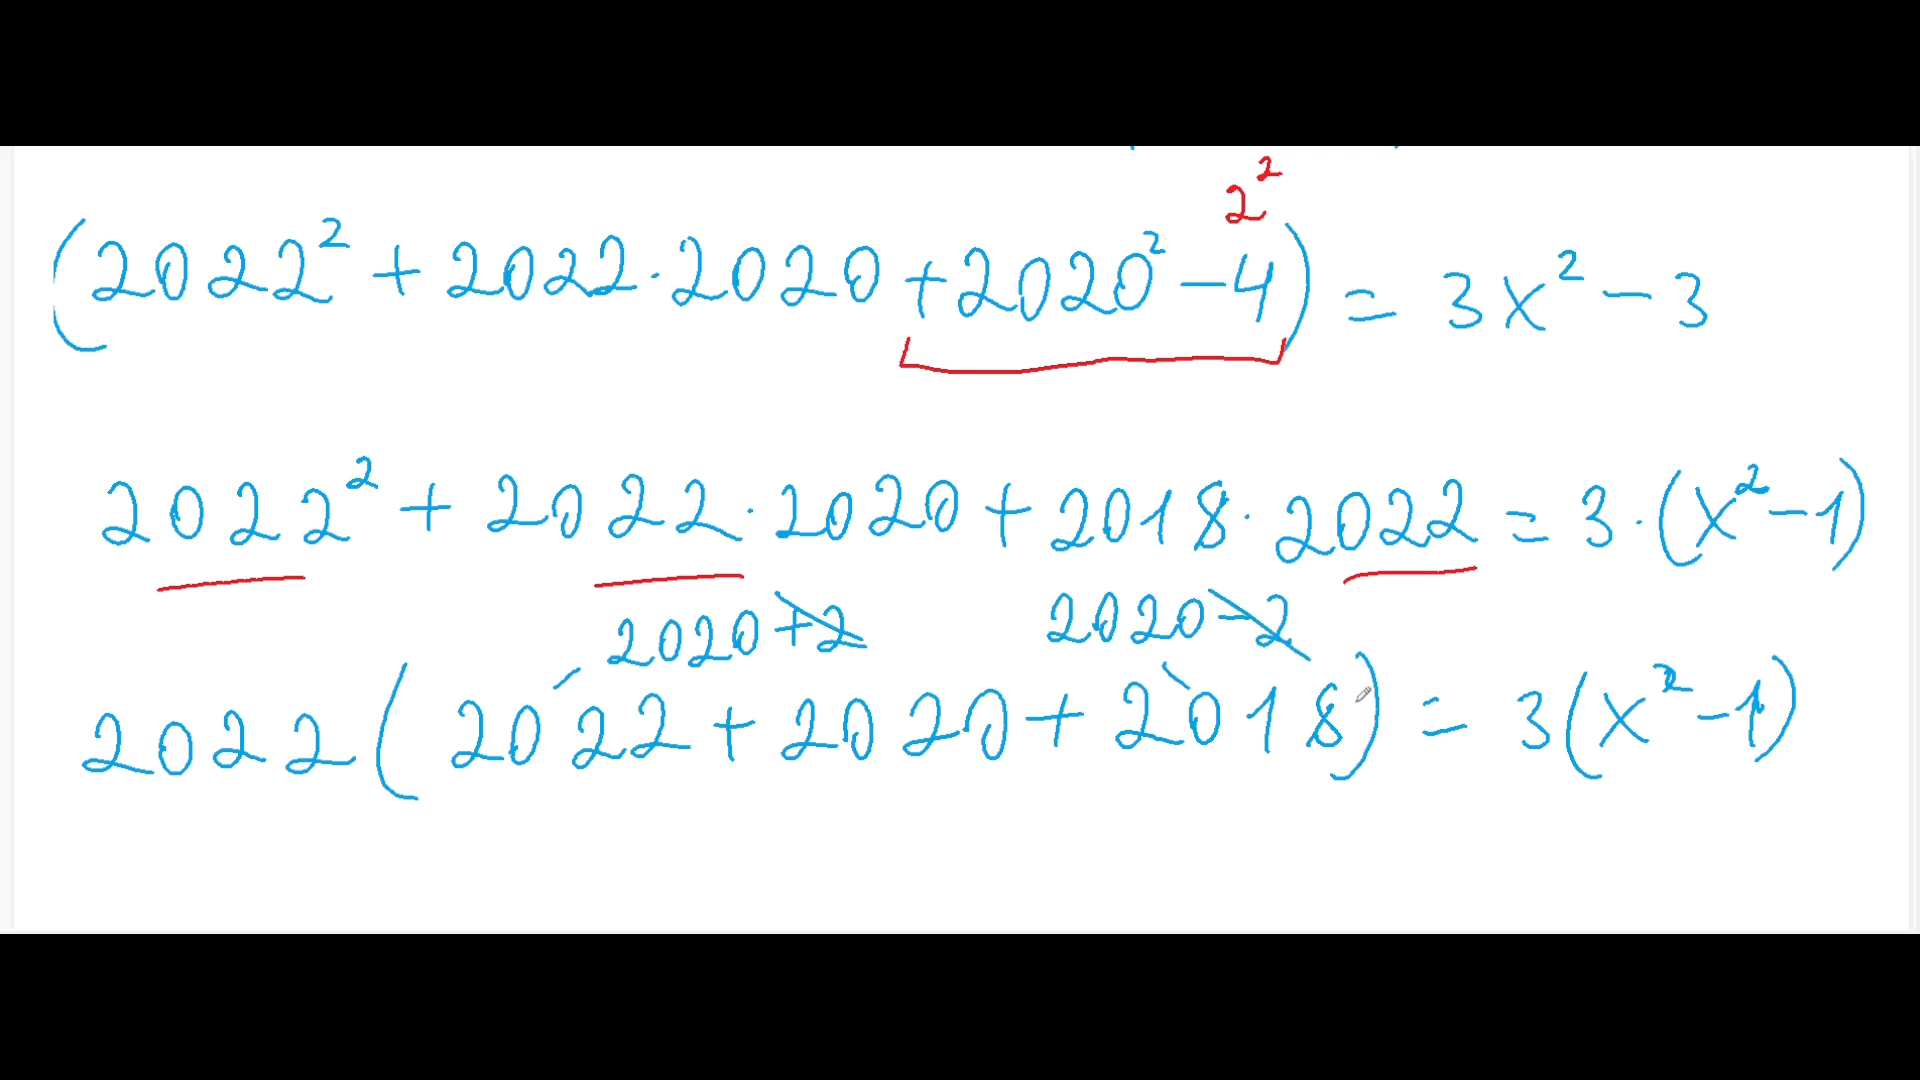 2²
(2022² + 2022·2020 + 2020² - 4) = 3x² - 3
2022² + 2022·2020 + 2018·2022 = 3·(x² - 1)
2020 + 2 2020 - 2
2022 (2022 + 2020 + 2018) = 3(x² - 1)